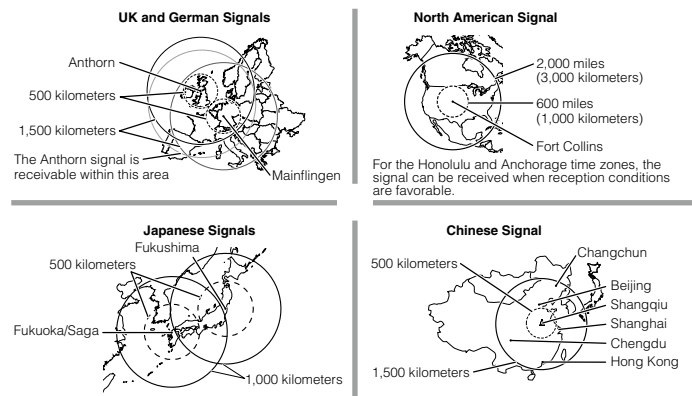 UK and German Signals
Anthorn
500 kilometers
1,500 kilometers
The Anthorn signal is
receivable within this area
Mainflingen
North American Signal
2,000 miles
(3,000 kilometers)
600 miles
(1,000 kilometers)
Fort Collins
For the Honolulu and Anchorage time zones, the
signal can be received when reception conditions
are favorable.
Japanese Signals
Fukushima
500 kilometers
Fukuoka/Saga
1,000 kilometers
Chinese Signal
Changchun
500 kilometers
Beijing
Shangqiu
Shanghai
Chengdu
Hong Kong
1,500 kilometers